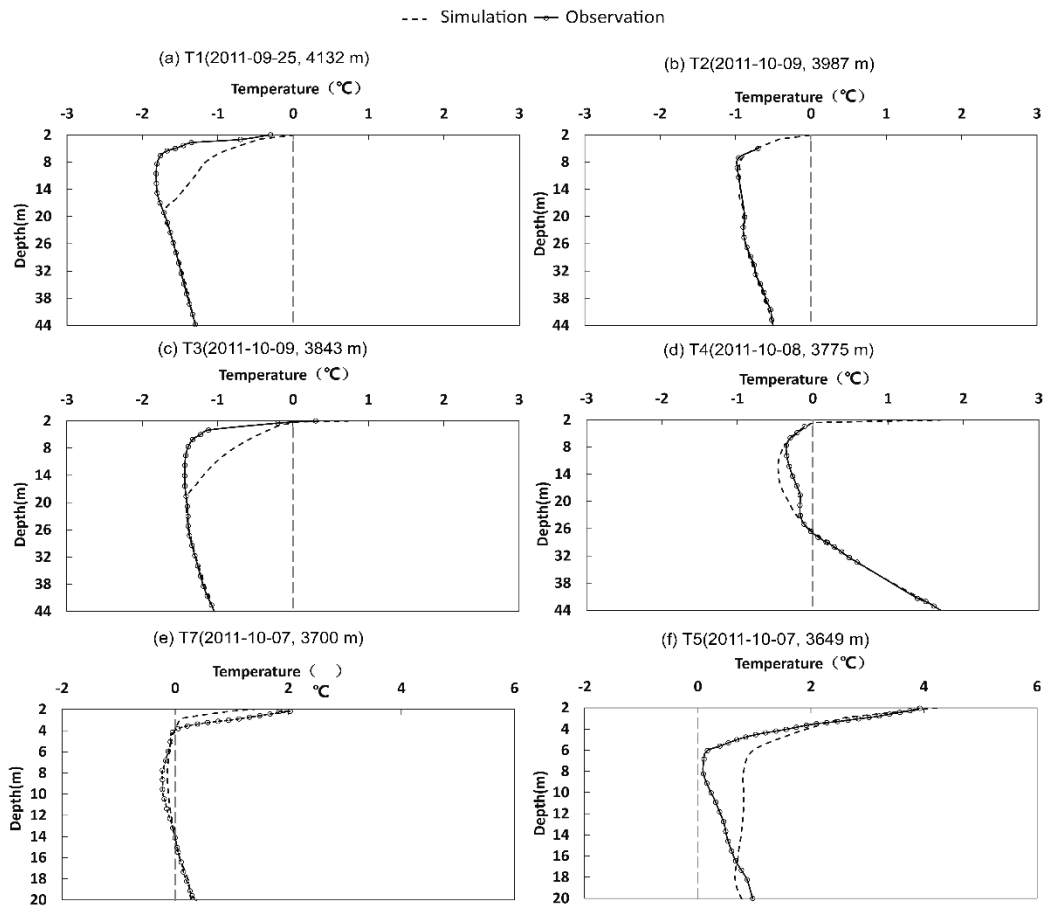 Simulation Observation
(a) T1(2011-09-25, 4132 m)
Temperature（℃）
-3 -2 -1 0 1 2 3
2
8
14
20
26
32
38
44
Depth(m)
(b) T2(2011-10-09, 3987 m)
Temperature（℃）
-3 -2 -1 0 1 2 3
2
8
14
20
26
32
38
44
Depth(m)
(c) T3(2011-10-09, 3843 m)
Temperature（℃）
-3 -2 -1 0 1 2 3
2
8
14
20
26
32
38
44
Depth(m)
(d) T4(2011-10-08, 3775 m)
Temperature（℃）
-3 -2 -1 0 1 2 3
2
8
14
20
26
32
38
44
Depth(m)
(e) T7(2011-10-07, 3700 m)
Temperature（ ）
℃
-2 0 2 4 6
2
4
6
8
10
12
14
16
18
20
Depth(m)
(f) T5(2011-10-07, 3649 m)
Temperature（℃）
-2 0 2 4 6
2
4
6
8
10
12
14
16
18
20
Depth(m)